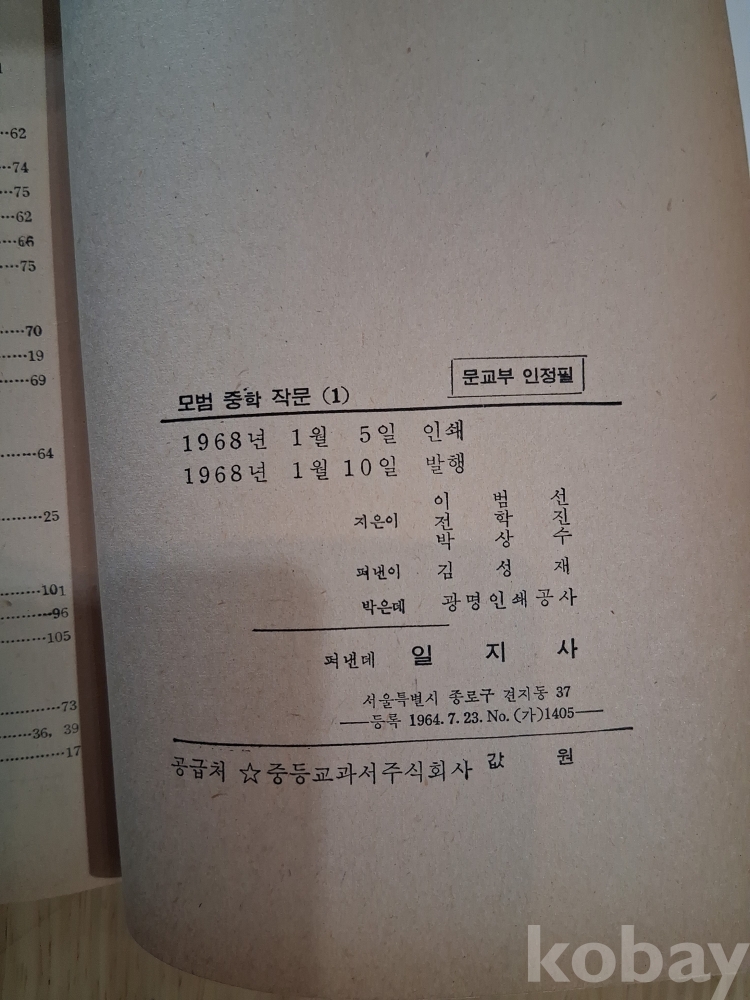 62
74
75
62
66
75
70
19
69
64
25
101
96
105
73
36, 39
17
모범 중학 작문 (1)
문교부 인정필
1968년 1월 5일 인쇄
1968년 1월 10일 발행
지은이
이 범 선
전 학 진
박 상 수
펴낸이 김 성 재
박은데 광명인쇄공사
펴낸데 일 지 사
서울특별시 종로구 견지동 37
등록 1964. 7. 23. No. (가)1405
공급처 ☆중등교과서주식회사 값 원
kobay